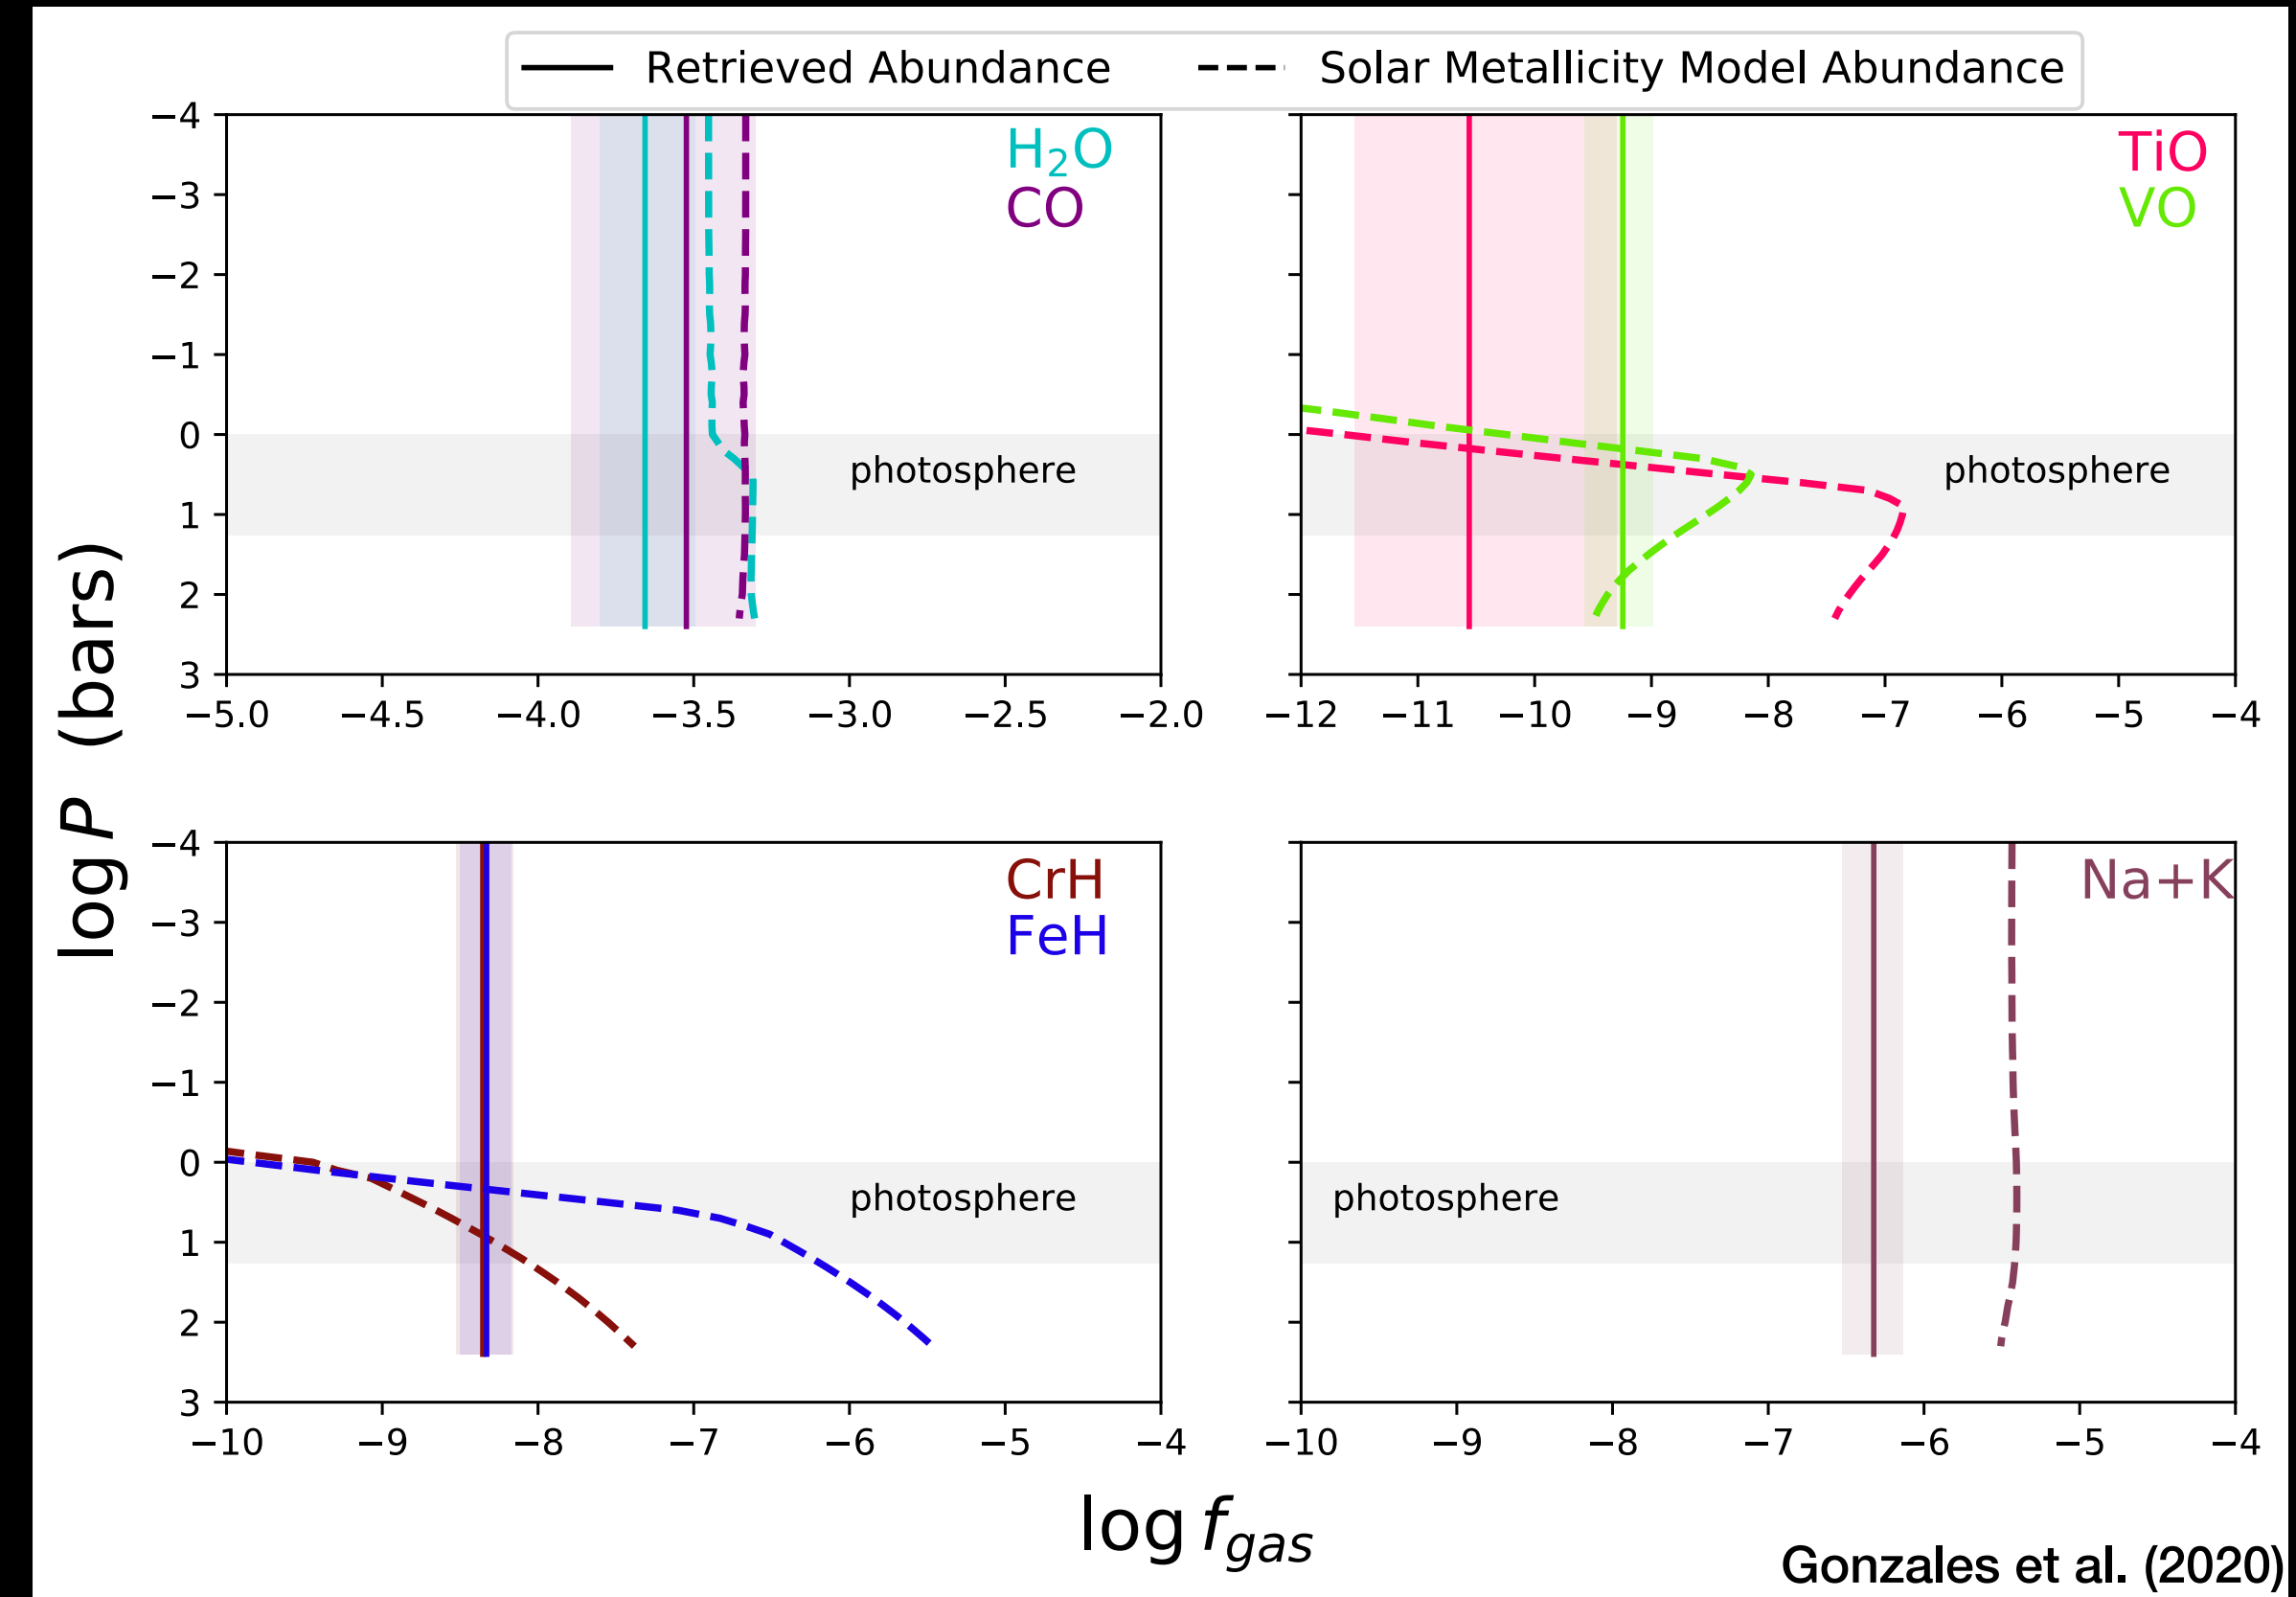 Retrieved Abundance Solar Metallicity Model Abundance
−4 −3 −2 −1 0 1 2 3
H₂O
CO
photosphere
−5.0 −4.5 −4.0 −3.5 −3.0 −2.5 −2.0
TiO
VO
photosphere
−12 −11 −10 −9 −8 −7 −6 −5 −4
log P (bars)
−4 −3 −2 −1 0 1 2 3
CrH
FeH
photosphere
−10 −9 −8 −7 −6 −5 −4
Na+K
photosphere
−10 −9 −8 −7 −6 −5 −4
log f_gas
Gonzales et al. (2020)